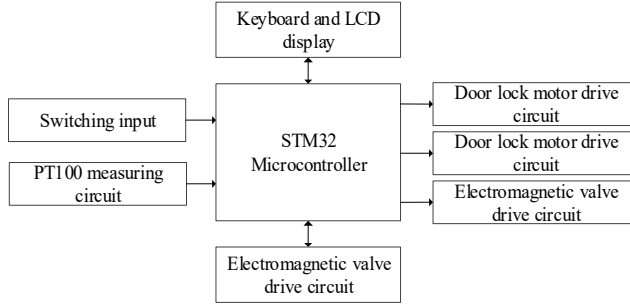 Keyboard and LCD
display
Switching input
PT100 measuring
circuit
STM32
Microcontroller
Door lock motor drive
circuit
Door lock motor drive
circuit
Electromagnetic valve
drive circuit
Electromagnetic valve
drive circuit